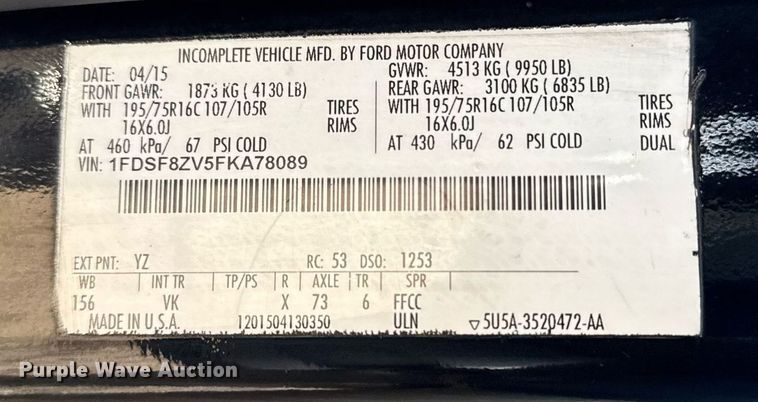 INCOMPLETE VEHICLE MFD. BY FORD MOTOR COMPANY
DATE: 04/15 GVWR: 4513 KG ( 9950 LB)
FRONT GAWR: 1873 KG ( 4130 LB) REAR GAWR: 3100 KG ( 6835 LB)
WITH 195/75R16C 107/105R TIRES WITH 195/75R16C 107/105R TIRES
16X6.0J RIMS 16X6.0J RIMS
AT 460 kPa/ 67 PSI COLD AT 430 kPa/ 62 PSI COLD DUAL
VIN: 1FDSF8ZV5FKA78089
EXT PNT: YZ RC: 53 DSO: 1253
WB INT TR TP/PS R AXLE TR SPR
156 VK X 73 6 FFCC
MADE IN U.S.A. 1201504130350 ULN ▽5U5A-3520472-AA
Purple Wave Auction